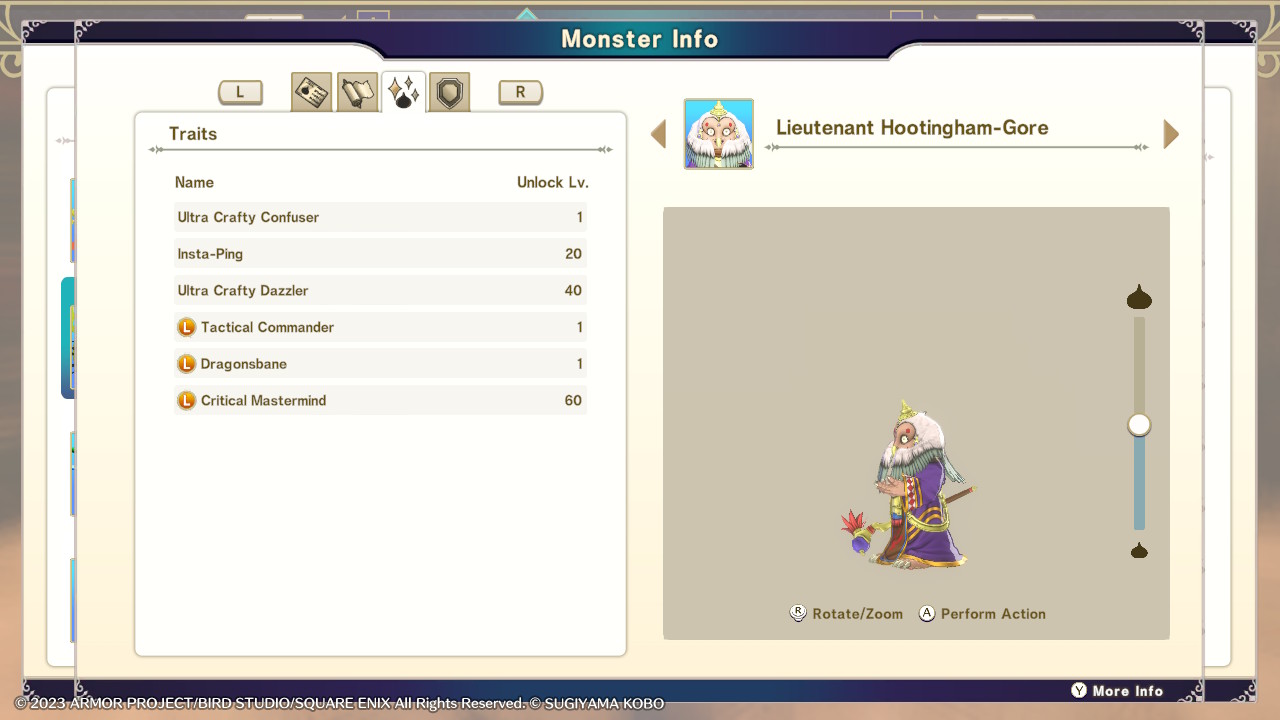 Monster Info
L
R
Traits
Name Unlock Lv.
Ultra Crafty Confuser 1
Insta-Ping 20
Ultra Crafty Dazzler 40
L Tactical Commander 1
L Dragonsbane 1
L Critical Mastermind 60
Lieutenant Hootingham-Gore
R Rotate/Zoom A Perform Action
Y More Info
© 2023 ARMOR PROJECT/BIRD STUDIO/SQUARE ENIX All Rights Reserved. © SUGIYAMA KOBO